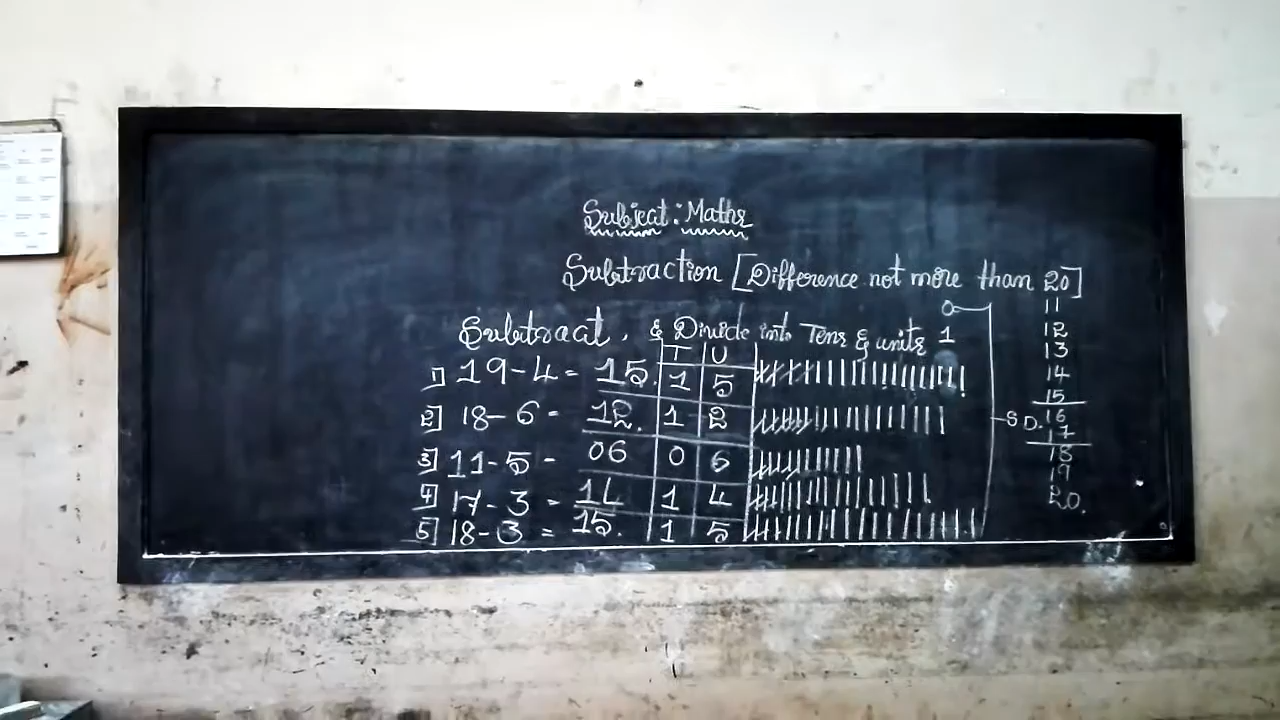 Subject: Maths
Subtraction [Difference not more than 20]
Subtract, & Divide into Tens & units
0
1
T U
1] 19-4= 15. 1 5
2] 18-6= 12. 1 2
3] 11-5= 06 0 6
4] 17-3= 14 1 4
5] 18-3= 15. 1 5
S D.
11
12
13
14
15
16
17
18
19
20.